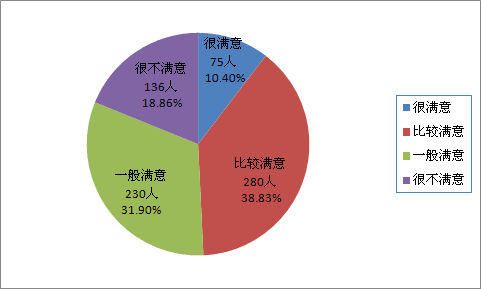 很满意
75人
10.40%
比较满意
280人
38.83%
一般满意
230人
31.90%
很不满意
136人
18.86%
很满意
比较满意
一般满意
很不满意